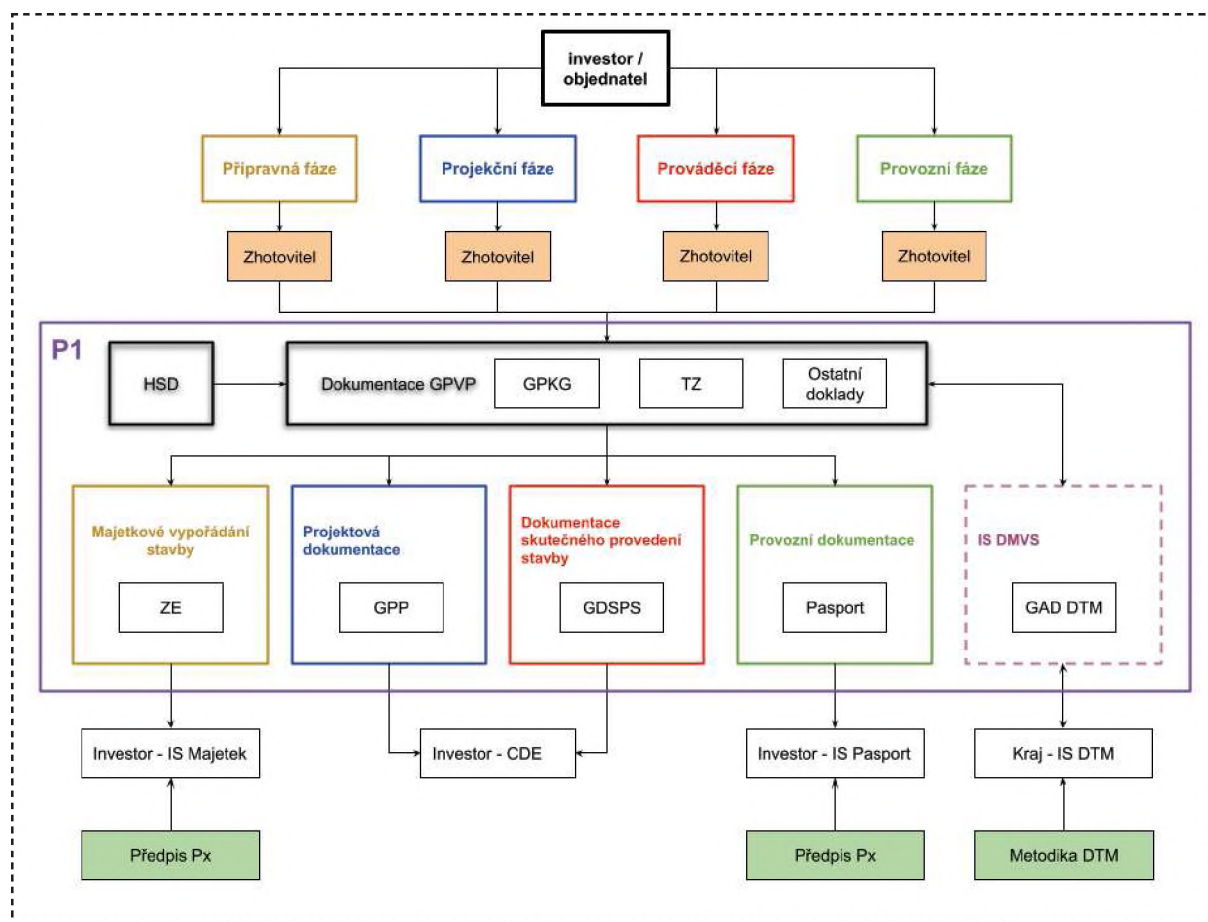 investor /
objednatel
Přípravná fáze
Projekční fáze
Prováděcí fáze
Provozní fáze
Zhotovitel
Zhotovitel
Zhotovitel
Zhotovitel
P1
HSD
Dokumentace GPVP
GPKG
TZ
Ostatní
doklady
Majetkové vypořádání
stavby
Projektová
dokumentace
Dokumentace
skutečného provedení
stavby
Provozní dokumentace
IS DMVS
ZE
GPP
GDSPS
Pasport
GAD DTM
Investor - IS Majetek
Investor - CDE
Investor - IS Pasport
Kraj - IS DTM
Předpis Px
Předpis Px
Metodika DTM